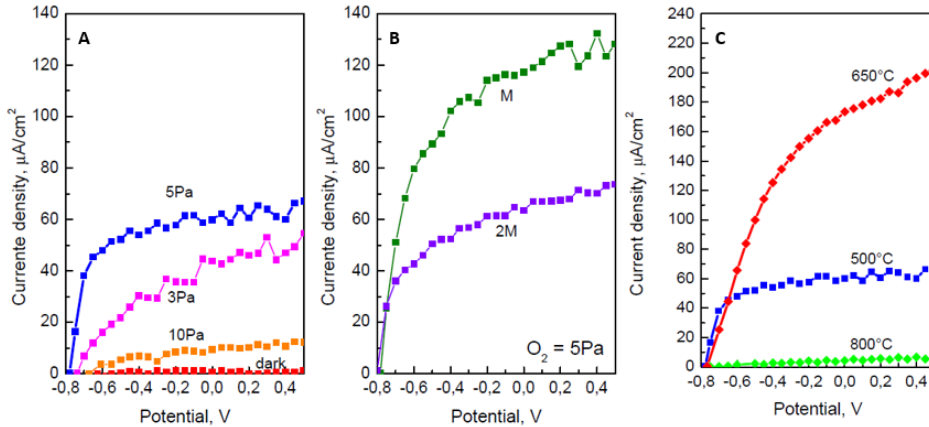 A
Currente density, µA/cm²
140
120
100
80
60
40
20
0
5Pa
3Pa
10Pa
dark
-0,8 -0,6 -0,4 -0,2 0,0 0,2 0,4
Potential, V
B
Currente density, µA/cm²
140
120
100
80
60
40
20
0
M
2M
O₂ = 5Pa
-0,8 -0,6 -0,4 -0,2 0,0 0,2 0,4
Potential, V
C
Current density, µA/cm²
240
220
200
180
160
140
120
100
80
60
40
20
0
650°C
500°C
800°C
-0,8 -0,6 -0,4 -0,2 0,0 0,2 0,4
Potential, V